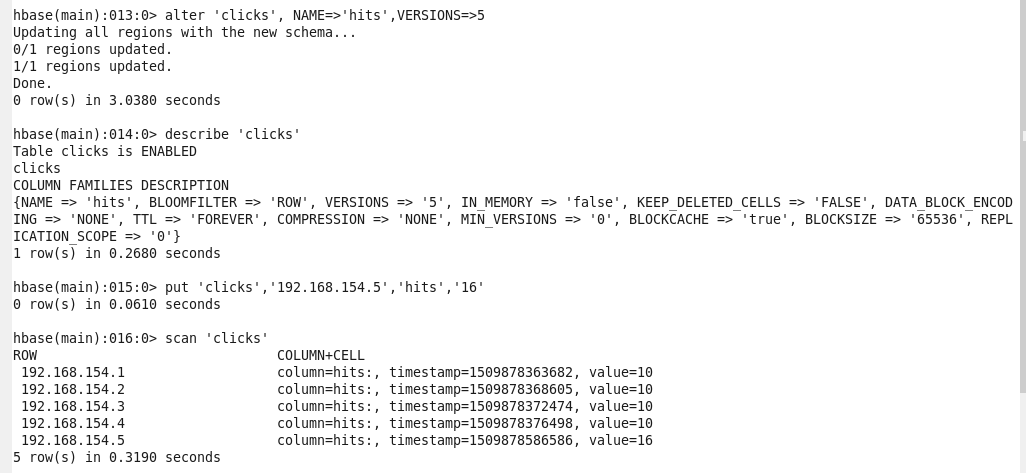 hbase(main):013:0> alter 'clicks', NAME=>'hits',VERSIONS=>5
Updating all regions with the new schema...
0/1 regions updated.
1/1 regions updated.
Done.
0 row(s) in 3.0380 seconds

hbase(main):014:0> describe 'clicks'
Table clicks is ENABLED
clicks
COLUMN FAMILIES DESCRIPTION
{NAME => 'hits', BLOOMFILTER => 'ROW', VERSIONS => '5', IN_MEMORY => 'false', KEEP_DELETED_CELLS => 'FALSE', DATA_BLOCK_ENCOD
ING => 'NONE', TTL => 'FOREVER', COMPRESSION => 'NONE', MIN_VERSIONS => '0', BLOCKCACHE => 'true', BLOCKSIZE => '65536', REPL
ICATION_SCOPE => '0'}
1 row(s) in 0.2680 seconds

hbase(main):015:0> put 'clicks','192.168.154.5','hits','16'
0 row(s) in 0.0610 seconds

hbase(main):016:0> scan 'clicks'
ROW                              COLUMN+CELL
 192.168.154.1                   column=hits:, timestamp=1509878363682, value=10
 192.168.154.2                   column=hits:, timestamp=1509878368605, value=10
 192.168.154.3                   column=hits:, timestamp=1509878372474, value=10
 192.168.154.4                   column=hits:, timestamp=1509878376498, value=10
 192.168.154.5                   column=hits:, timestamp=1509878586586, value=16
5 row(s) in 0.3190 seconds